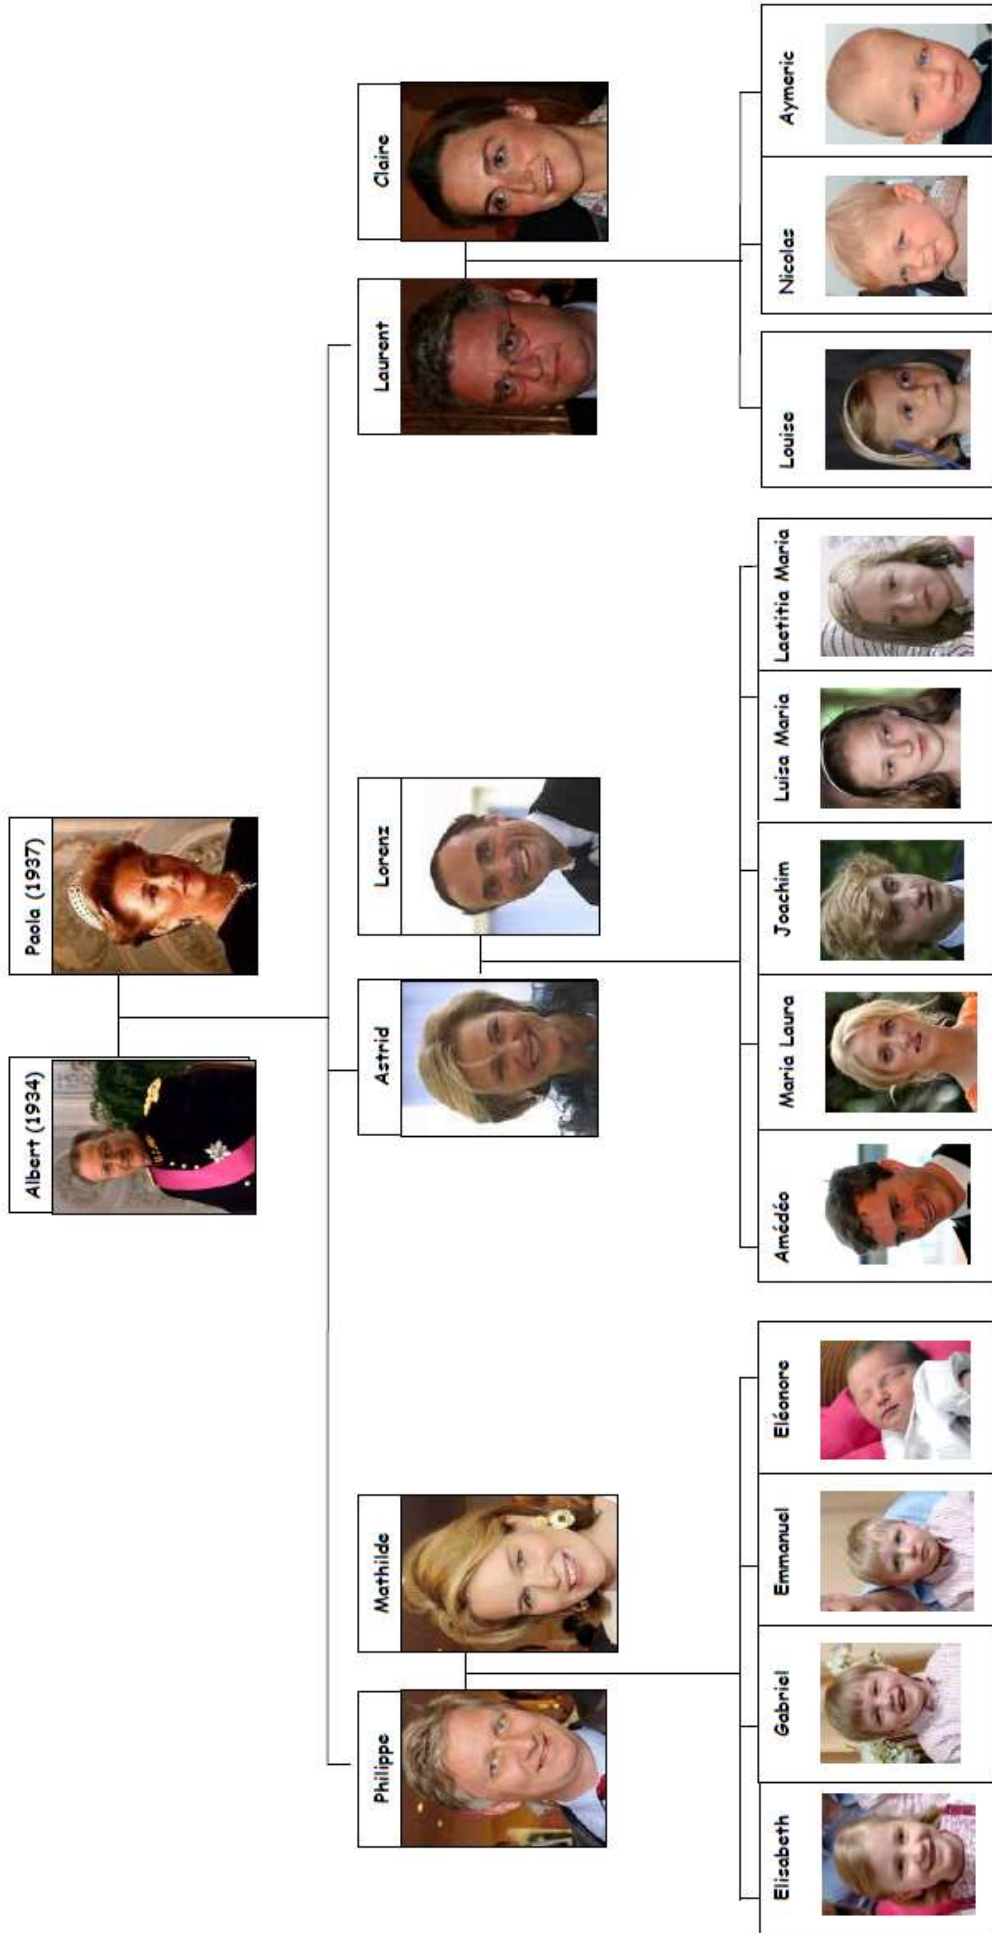 Albert (1934)
Paola (1937)
Philippe
Mathilde
Astrid
Lorenz
Laurent
Claire
Elisabeth
Gabriel
Emmanuel
Eléonore
Amédéo
Maria Laura
Joachim
Luisa Maria
Laetitia Maria
Louise
Nicolas
Aymeric